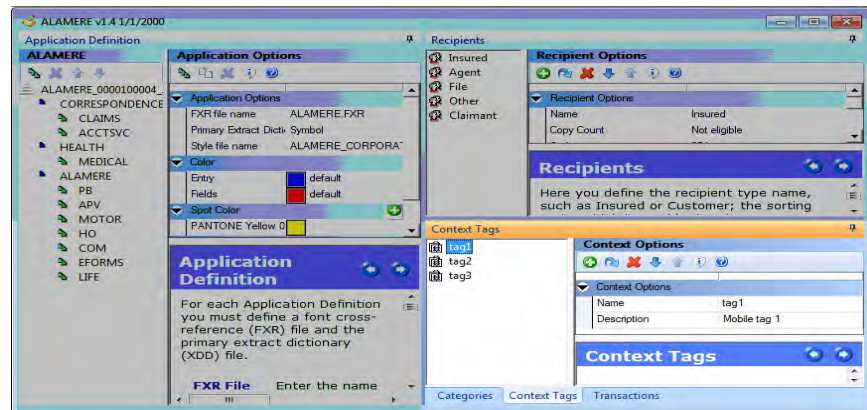 ALAMERE v1.4 1/1/2000
Application Definition
ALAMERE
ALAMERE_0000100004_
CORRESPONDENCE
CLAIMS
ACCTSVC
HEALTH
MEDICAL
ALAMERE
PB
APV
MOTOR
HO
COM
EFORMS
LIFE
Application Options
Application Options
FXR file name ALAMERE.FXR
Primary Extract Dicti Symbol
Style file name ALAMERE_CORPORAT
Color
Entry default
Fields default
Spot Color
PANTONE Yellow 0
Application
Definition
For each Application Definition
you must define a font cross-
reference (FXR) file and the
primary extract dictionary
(XDD) file.
FXR File Enter the name
Recipients
Insured
Agent
File
Other
Claimant
Recipient Options
Recipient Options
Name Insured
Copy Count Not eligible
Recipients
Here you define the recipient type name,
such as Insured or Customer; the sorting
Context Tags
tag1
tag2
tag3
Context Options
Context Options
Name tag1
Description Mobile tag 1
Context Tags
Categories Context Tags Transactions